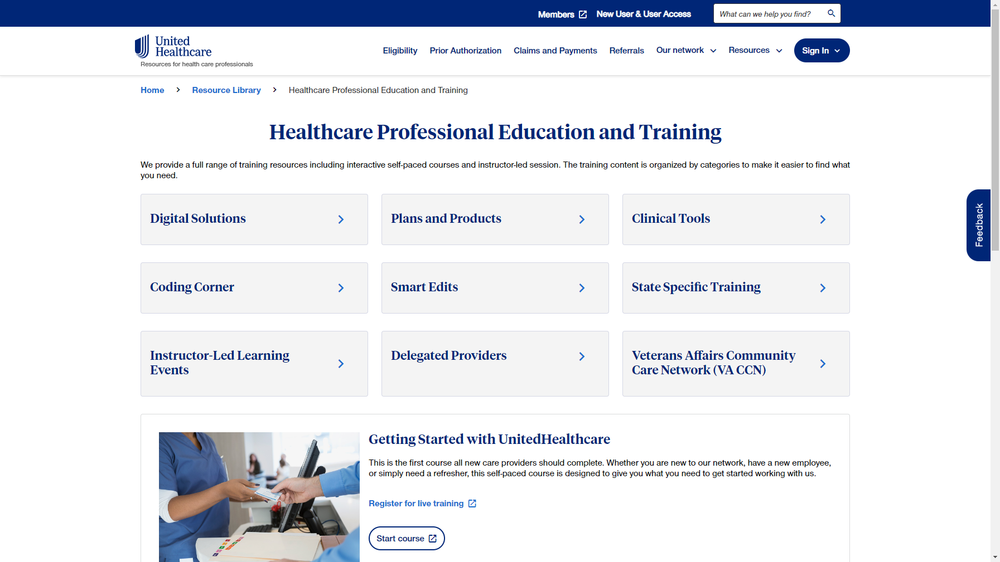 Members New User & User Access What can we help you find?
United
Healthcare
Resources for health care professionals
Eligibility Prior Authorization Claims and Payments Referrals Our network Resources Sign In
Home > Resource Library > Healthcare Professional Education and Training
Healthcare Professional Education and Training
We provide a full range of training resources including interactive self-paced courses and instructor-led session. The training content is organized by categories to make it easier to find what
you need.
Digital Solutions
Plans and Products
Clinical Tools
Feedback
Coding Corner
Smart Edits
State Specific Training
Instructor-Led Learning
Events
Delegated Providers
Veterans Affairs Community
Care Network (VA CCN)
Getting Started with UnitedHealthcare
This is the first course all new care providers should complete. Whether you are new to our network, have a new employee,
or simply need a refresher, this self-paced course is designed to give you what you need to get started working with us.
Register for live training
Start course